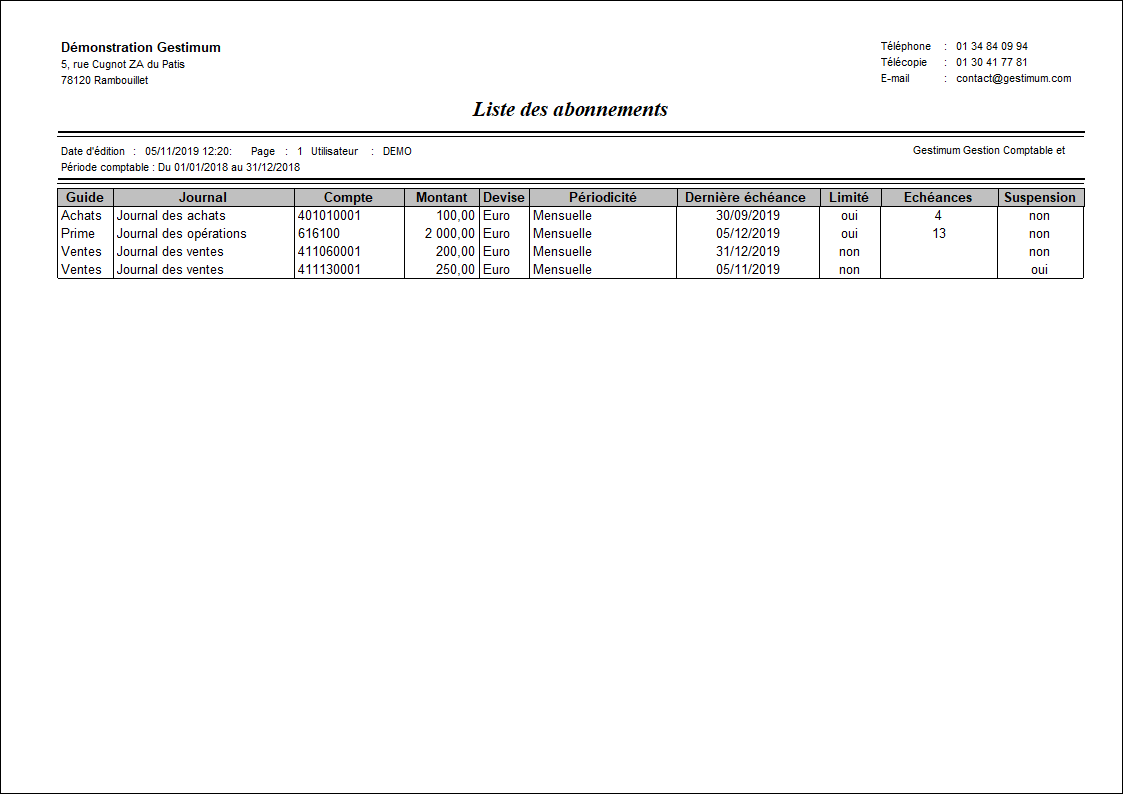 Démonstration Gestimum
5, rue Cugnot ZA du Patis
78120 Rambouillet
Téléphone : 01 34 84 09 94
Télécopie : 01 30 41 77 81
E-mail : contact@gestimum.com
Liste des abonnements
Date d'édition : 05/11/2019 12:20: Page : 1 Utilisateur : DEMO
Gestimum Gestion Comptable et
Période comptable : Du 01/01/2018 au 31/12/2018
Guide Journal Compte Montant Devise Périodicité Dernière échéance Limité Echéances Suspension
Achats Journal des achats 401010001 100,00 Euro Mensuelle 30/09/2019 oui 4 non
Prime Journal des opérations 616100 2 000,00 Euro Mensuelle 05/12/2019 oui 13 non
Ventes Journal des ventes 411060001 200,00 Euro Mensuelle 31/12/2019 non non
Ventes Journal des ventes 411130001 250,00 Euro Mensuelle 05/11/2019 non oui